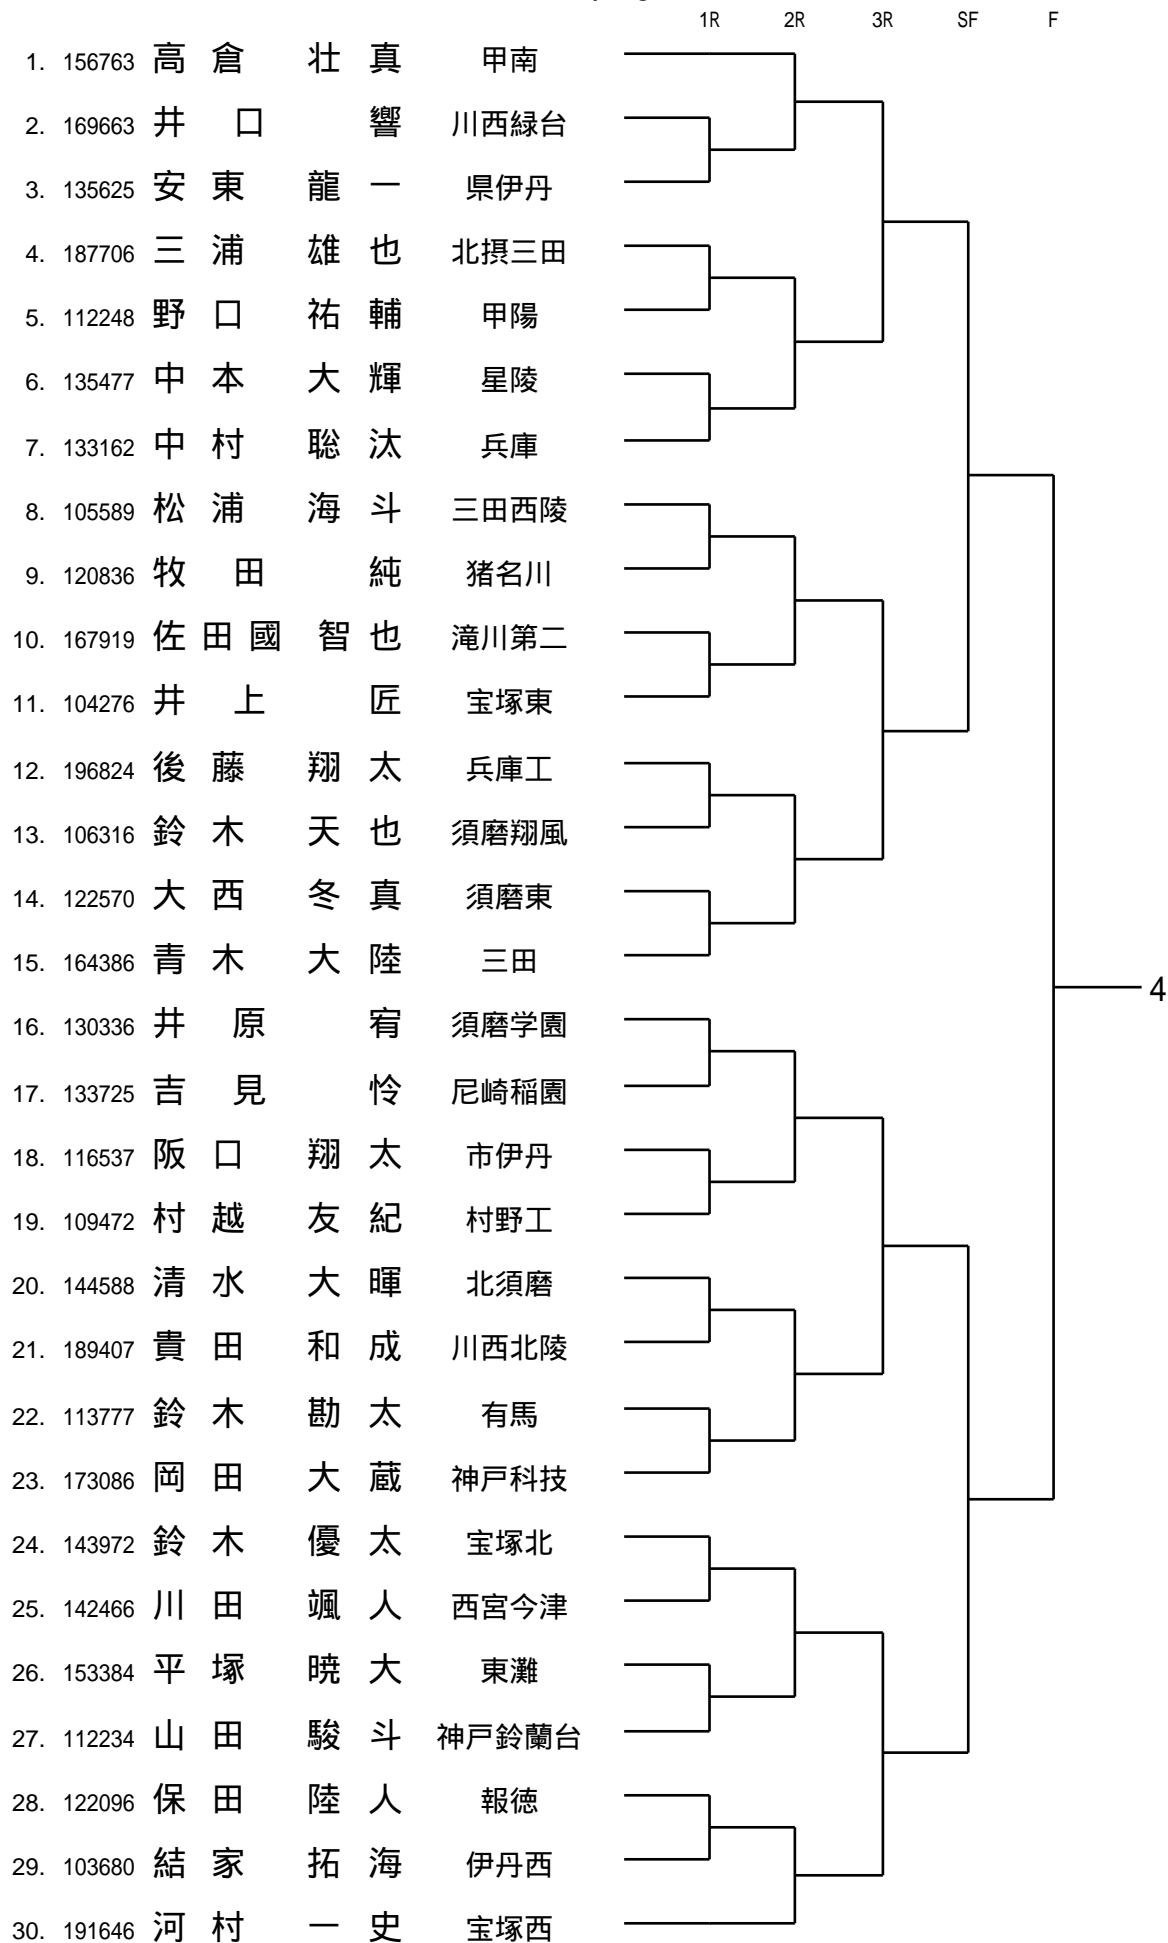 1R 2R 3R SF F
1. 156763 高倉 壮真 甲南
2. 169663 井口 響 川西緑台
3. 135625 安東 龍一 県伊丹
4. 187706 三浦 雄也 北摂三田
5. 112248 野口 祐輔 甲陽
6. 135477 中本 大輝 星陵
7. 133162 中村 聡汰 兵庫
8. 105589 松浦 海斗 三田西陵
9. 120836 牧田 純 猪名川
10. 167919 佐田國 智也 滝川第二
11. 104276 井上 匠 宝塚東
12. 196824 後藤 翔太 兵庫工
13. 106316 鈴木 天也 須磨翔風
14. 122570 大西 冬真 須磨東
15. 164386 青木 大陸 三田
4
16. 130336 井原 宥 須磨学園
17. 133725 吉見 怜 尼崎稲園
18. 116537 阪口 翔太 市伊丹
19. 109472 村越 友紀 村野工
20. 144588 清水 大暉 北須磨
21. 189407 貴田 和成 川西北陵
22. 113777 鈴木 勘太 有馬
23. 173086 岡田 大蔵 神戸科技
24. 143972 鈴木 優太 宝塚北
25. 142466 川田 颯人 西宮今津
26. 153384 平塚 暁大 東灘
27. 112234 山田 駿斗 神戸鈴蘭台
28. 122096 保田 陸人 報徳
29. 103680 結家 拓海 伊丹西
30. 191646 河村 一史 宝塚西